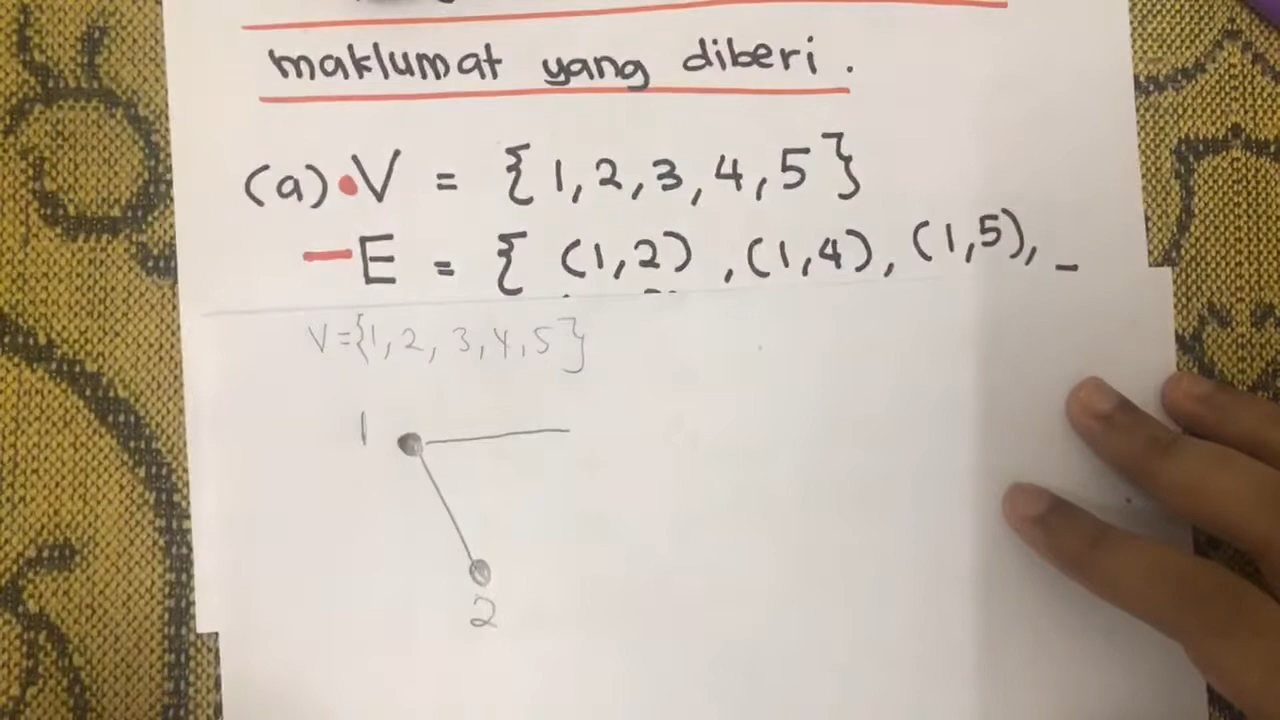 maklumat yang diberi.
(a) • V = {1,2,3,4,5}
– E = { (1,2), (1,4), (1,5), –
V={1, 2, 3, 4, 5}
1
2